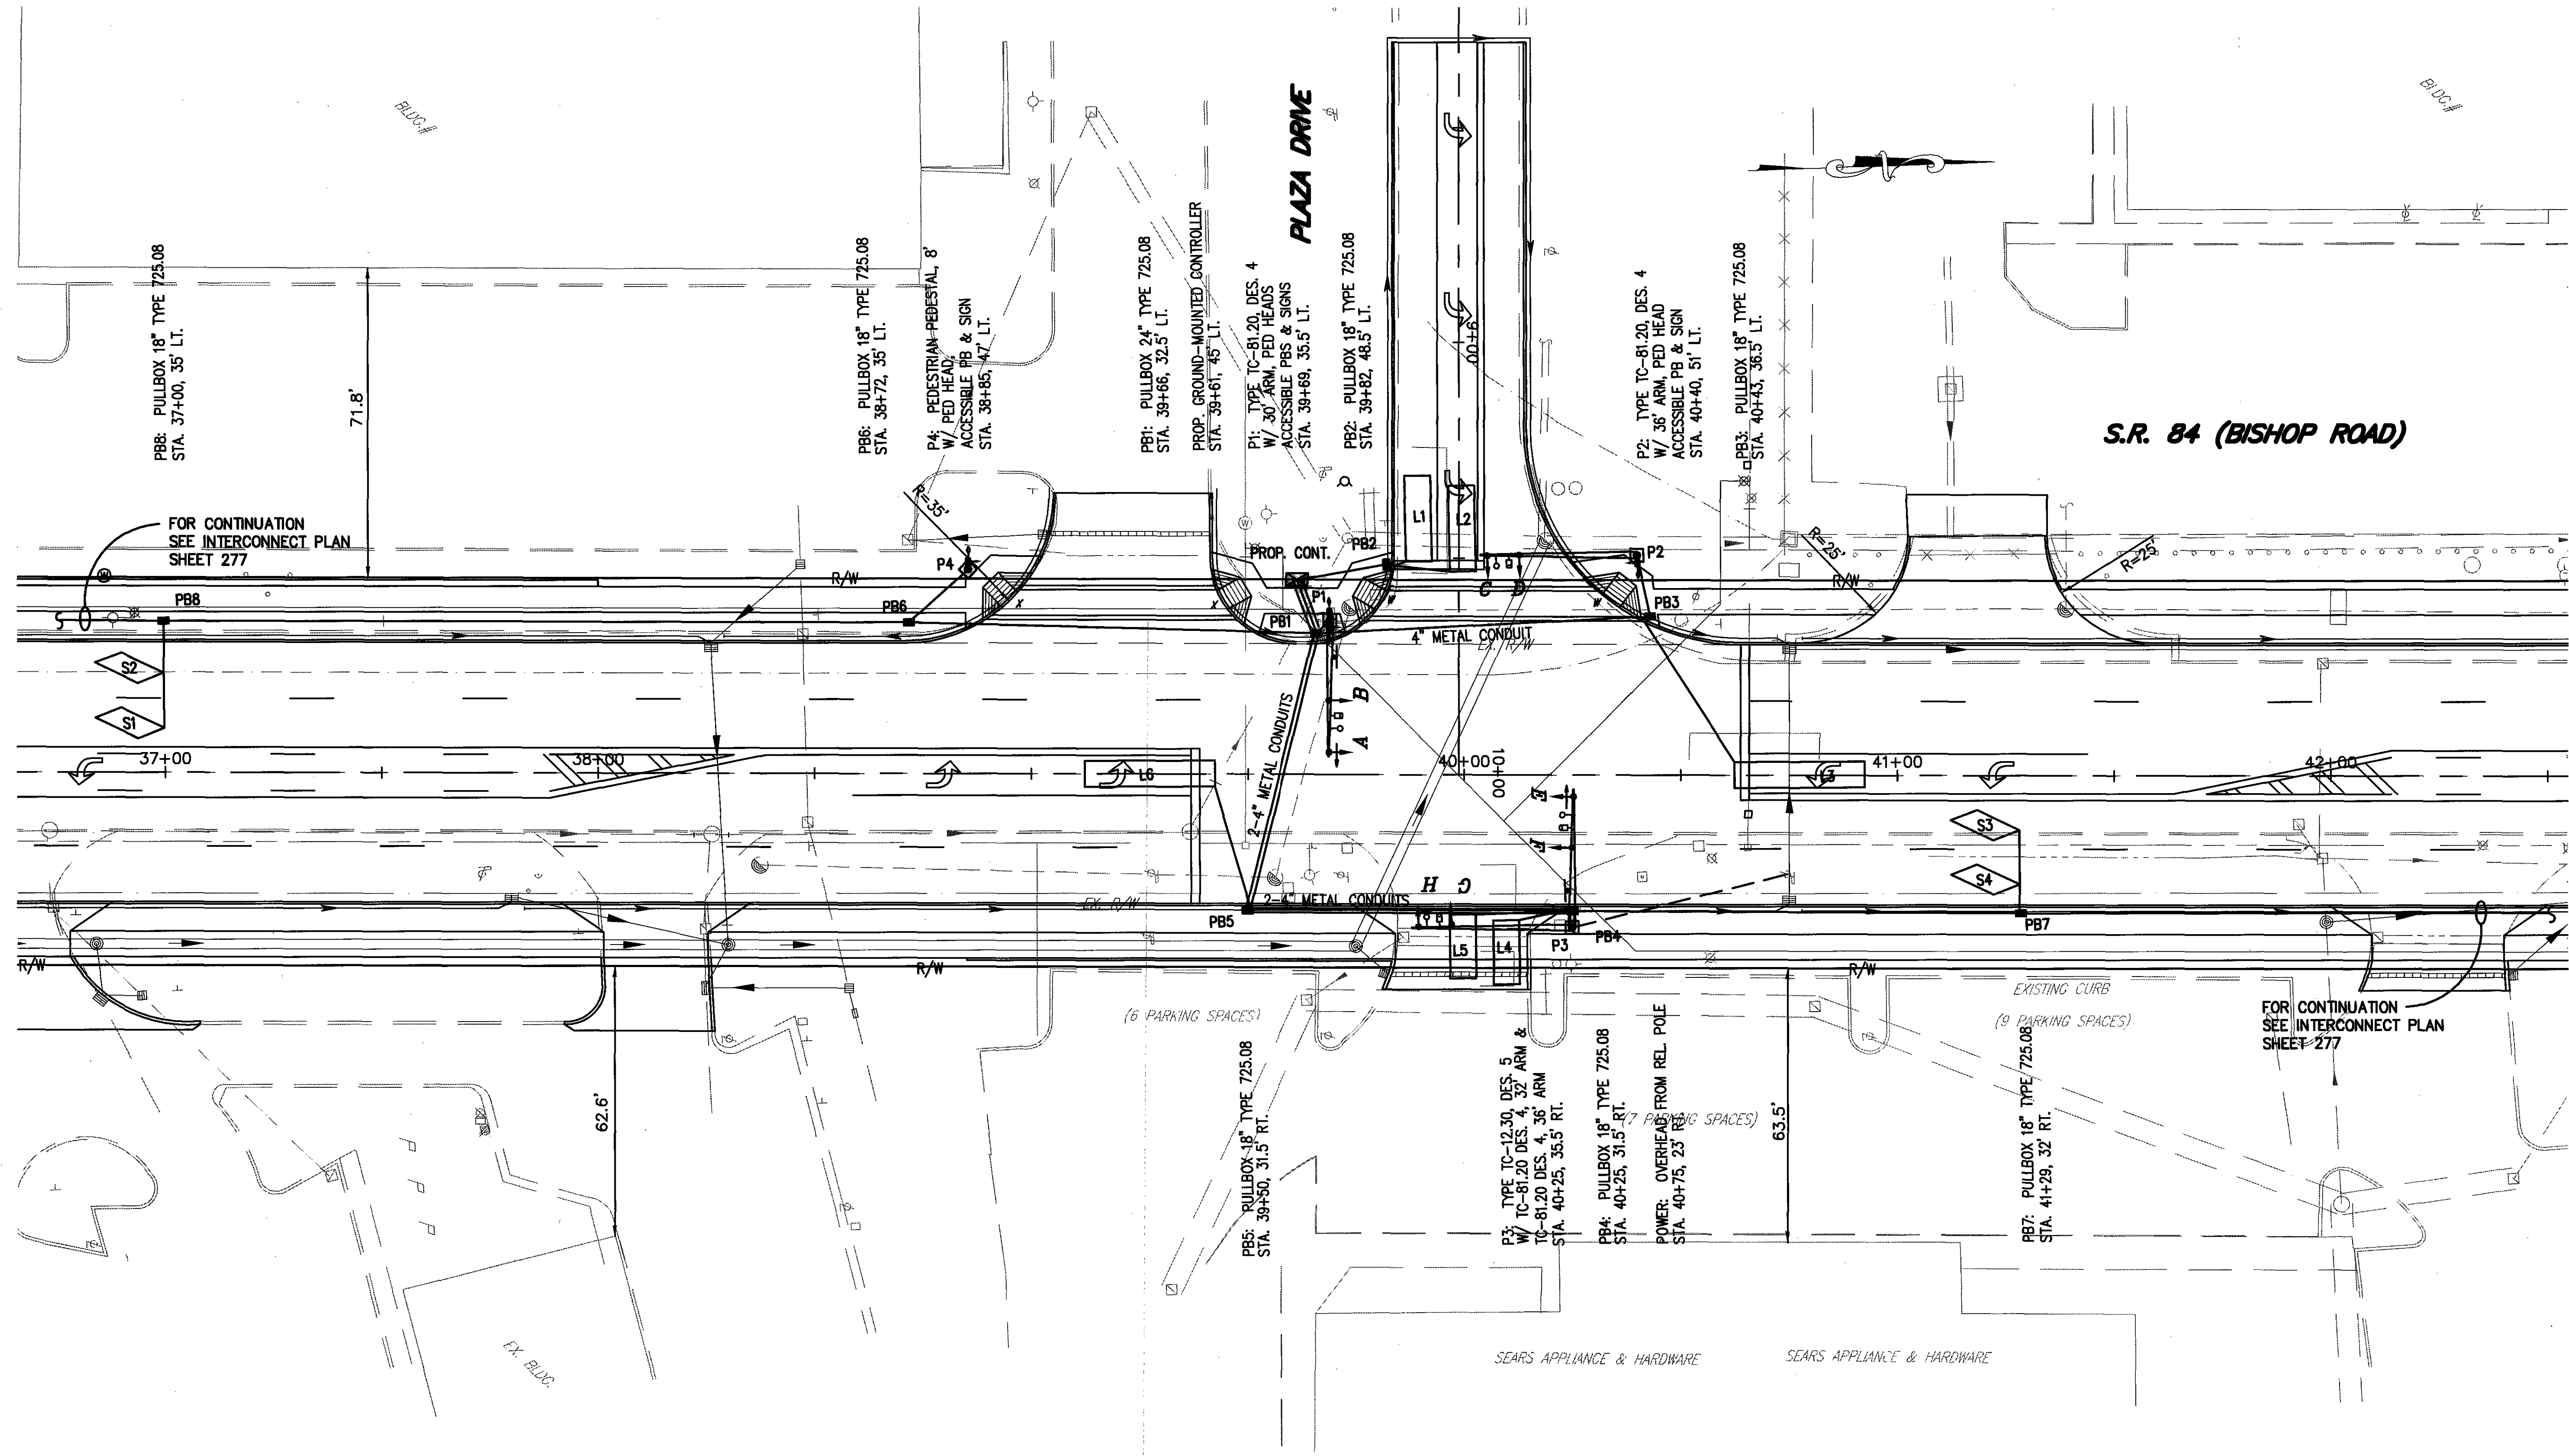 BLDG.#
BLDG.#
PLAZA DRIVE
S.R. 84 (BISHOP ROAD)
PB8: PULLBOX 18" TYPE 725.08
STA. 37+00, 35' LT.
71.8'
PB6: PULLBOX 18" TYPE 725.08
STA. 38+72, 35' LT.
P4: PEDESTRIAN PEDESTAL, 8'
W/ PED HEAD,
ACCESSIBLE PB & SIGN
STA. 38+85, 47' LT.
PB1: PULLBOX 24" TYPE 725.08
STA. 39+66, 32.5' LT.
PROP. GROUND-MOUNTED CONTROLLER
STA. 39+61, 45' LT.
P1: TYPE TC-81.20, DES. 4
W/ 30' ARM, PED HEADS
ACCESSIBLE PBS & SIGNS
STA. 39+69, 35.5' LT.
PB2: PULLBOX 18" TYPE 725.08
STA. 39+82, 48.5' LT.
P2: TYPE TC-81.20, DES. 4
W/ 36' ARM, PED HEAD
ACCESSIBLE PB & SIGN
STA. 40+40, 51' LT.
PB3: PULLBOX 18" TYPE 725.08
STA. 40+43, 36.5' LT.
9+00
FOR CONTINUATION
SEE INTERCONNECT PLAN
SHEET 277
R=35'
R=25'
R=25'
L1
L2
W
W
PROP. CONT.
PB2
P4
P2
R/W
R/W
P1
C
D
PB8
PB6
PB1
PB3
X
X
W
W
4" METAL CONDUIT
EX. R/W
S2
S1
B
A
2-4" METAL CONDUITS
37+00
38+00
40+00
10+00
41+00
42+00
L6
L3
E
F
S3
S4
H
G
EX. R/W
2-4" METAL CONDUITS
PB5
L5
L4
P3
PB4
PB7
R/W
R/W
R/W
(6 PARKING SPACES)
EXISTING CURB
(9 PARKING SPACES)
(7 PARKING SPACES)
FOR CONTINUATION
SEE INTERCONNECT PLAN
SHEET 277
62.6'
63.5'
PB5: PULLBOX 18" TYPE 725.08
STA. 39+50, 31.5' RT.
P3: TYPE TC-12.30, DES. 5
W/ TC-81.20 DES. 4, 32' ARM &
TC-81.20 DES. 4, 36' ARM
STA. 40+25, 35.5' RT.
PB4: PULLBOX 18" TYPE 725.08
STA. 40+25, 31.5' RT.
POWER: OVERHEAD FROM REL. POLE
STA. 40+75, 23' RT.
PB7: PULLBOX 18" TYPE 725.08
STA. 41+29, 32' RT.
P
P
P
P
EX. BLDG.
SEARS APPLIANCE & HARDWARE
SEARS APPLIANCE & HARDWARE